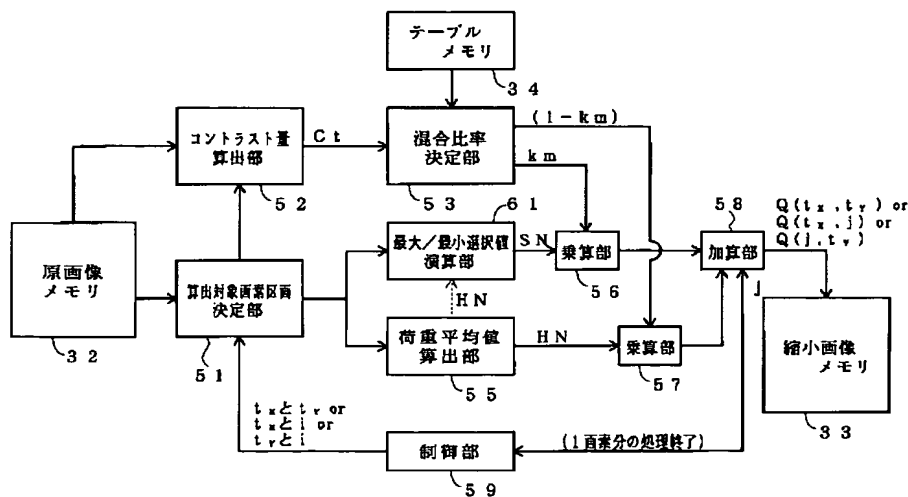 テーブル
メモリ
34
(1-km)
コントラスト量
算出部
52
Ct
混合比率
決定部
53
km
61
58
Q(tx,ty) or
Q(tx,j) or
Q(j,ty)
原画像
メモリ
32
算出対象画素区画
決定部
51
最大/最小選択値
演算部
SN
乗算部
56
加算部
J
HN
荷重平均値
算出部
55
HN
乗算部
57
縮小画像
メモリ
33
txとty or
txとi or
tyとi
制御部
59
(1画素分の処理終了)